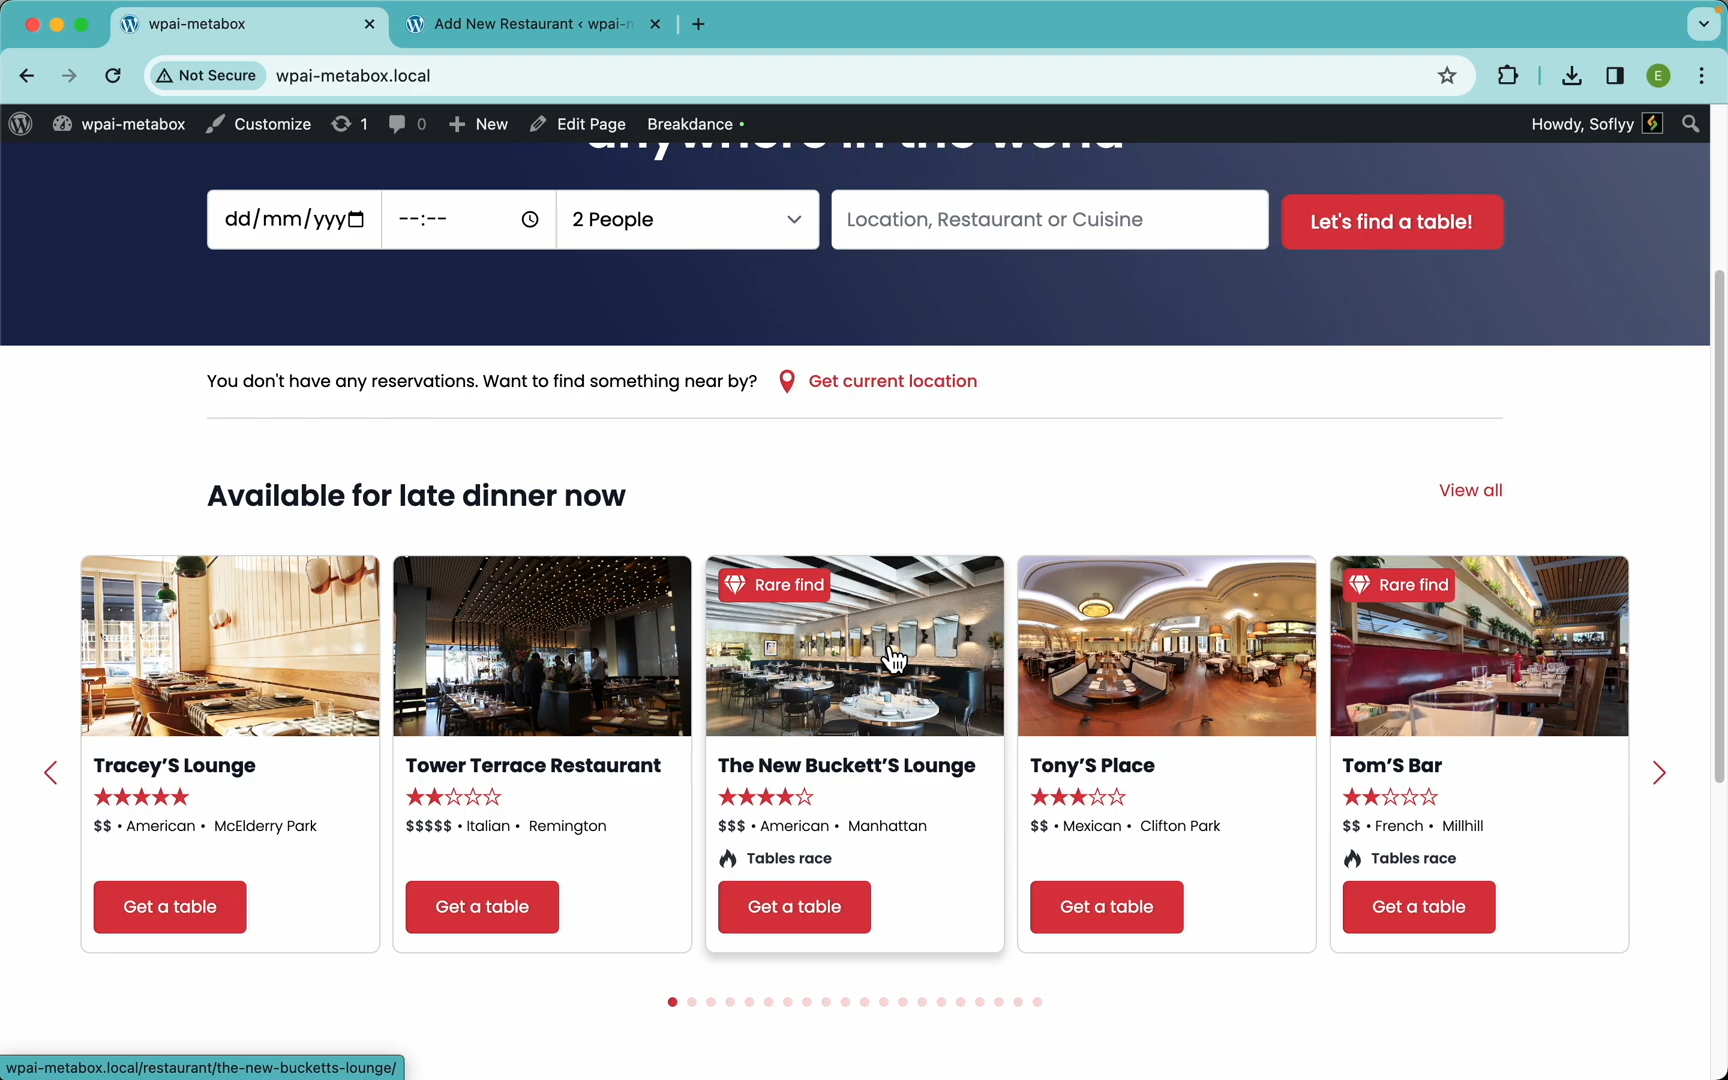 wpai-metabox
Add New Restaurant ‹ wpai-
Not Secure
wpai-metabox.local
E
wpai-metabox
Customize
1
0
New
Edit Page
Breakdance
Howdy, Soflyy
anywhere in the world
dd/mm/yyy
--:--
2 People
Location, Restaurant or Cuisine
Let's find a table!
You don't have any reservations. Want to find something near by?
Get current location
Available for late dinner now
View all
Rare find
Rare find
Tracey’S Lounge
$$ • American • McElderry Park
Get a table
Tower Terrace Restaurant
$$$$$ • Italian • Remington
Get a table
The New Buckett’S Lounge
$$$ • American • Manhattan
Tables race
Get a table
Tony’S Place
$$ • Mexican • Clifton Park
Get a table
Tom’S Bar
$$ • French • Millhill
Tables race
Get a table
wpai-metabox.local/restaurant/the-new-bucketts-lounge/